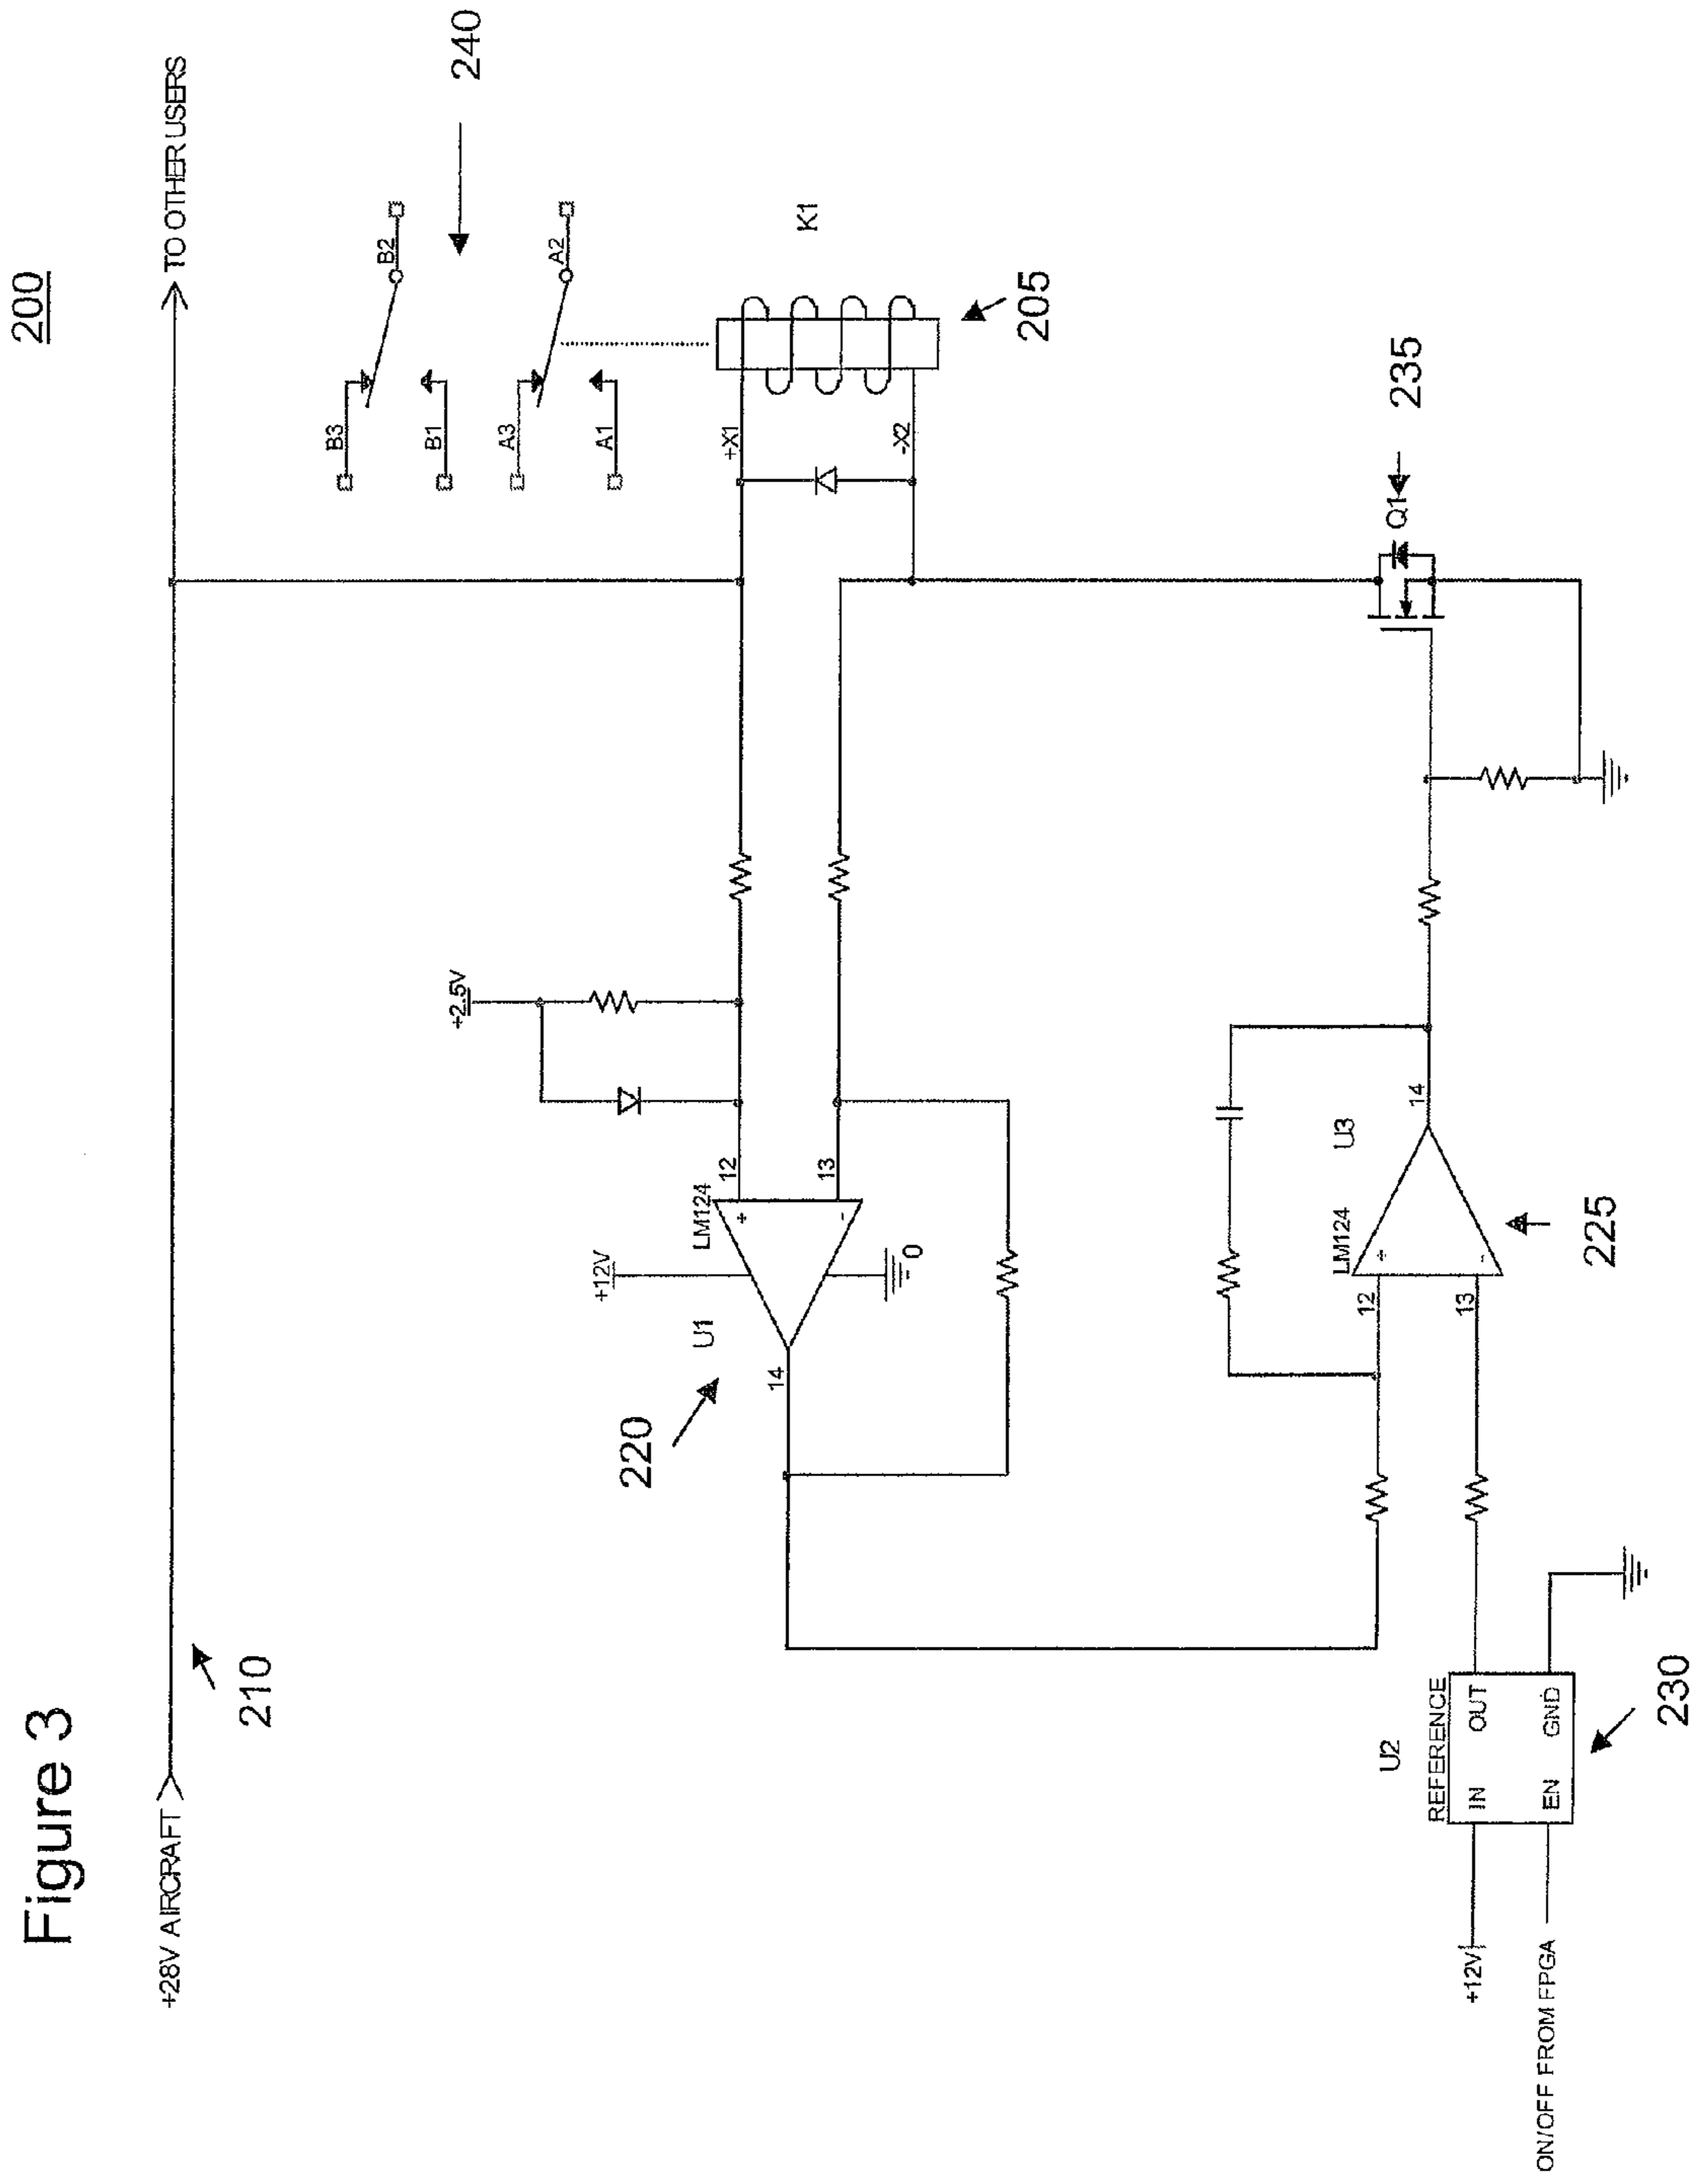 Figure 3
200
+28V AIRCRAFT
210
TO OTHER USERS
240
B3
B2
B1
A3
A2
A1
+2.5V
+X1
K1
-X2
205
+12V
LM124
12
+
13
-
0
U1
14
220
235
Q1
U3
LM124
12
+
13
-
14
225
U2
REFERENCE
IN
OUT
EN
GND
+12V
230
ON/OFF FROM FPGA